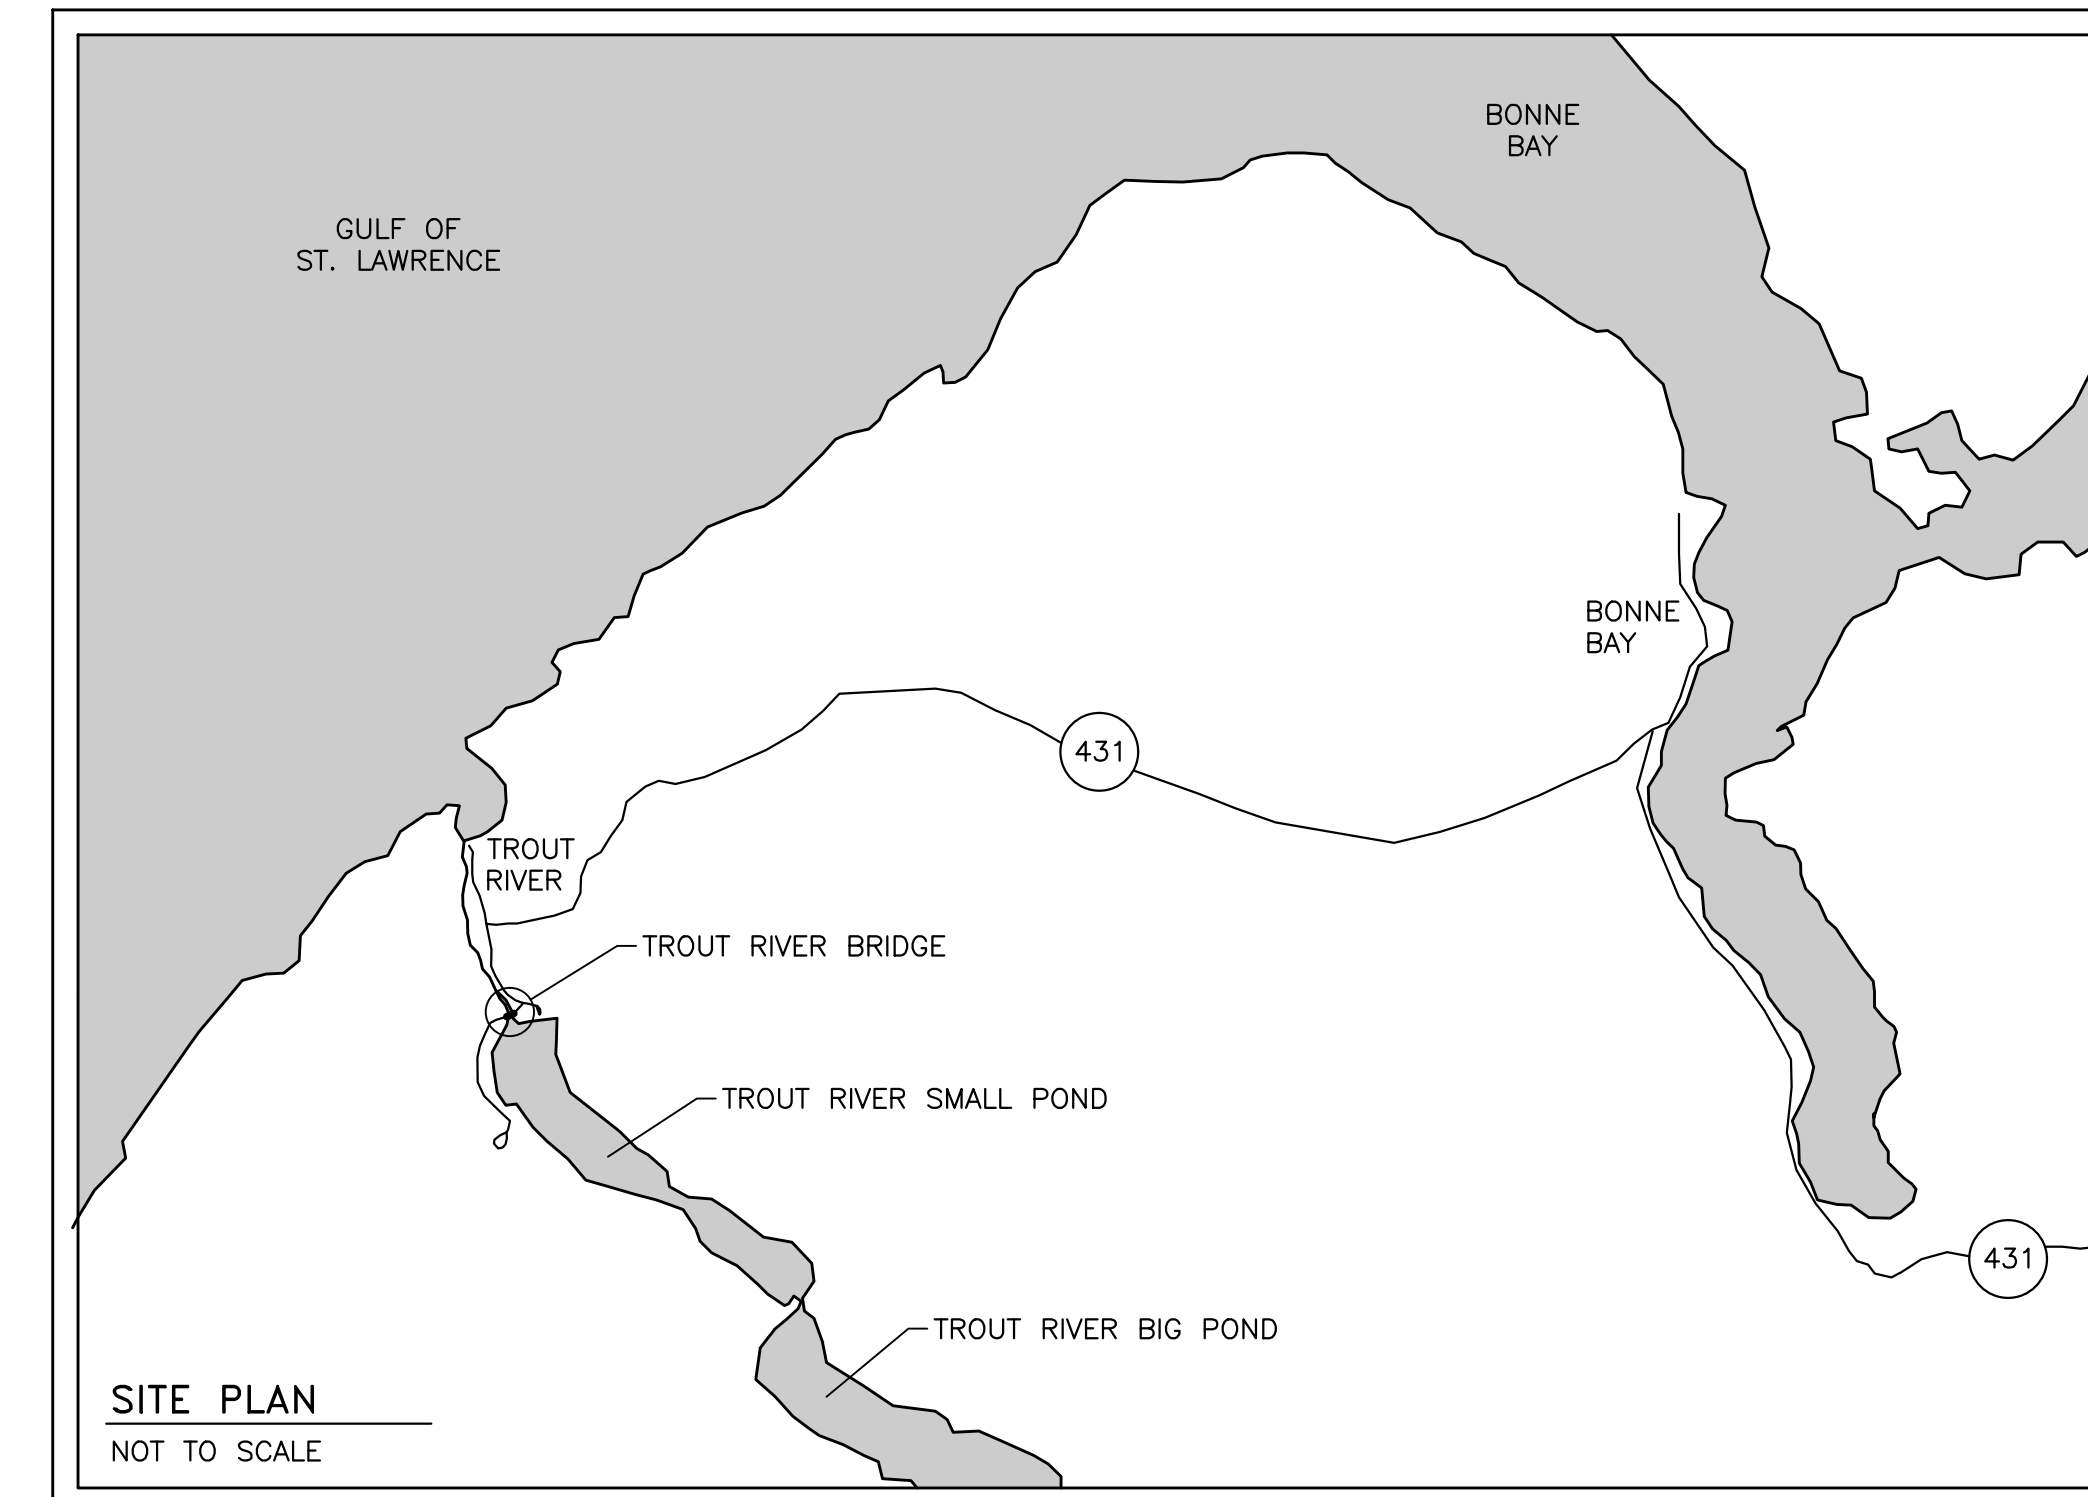 BONNE
BAY
GULF OF
ST. LAWRENCE
BONNE
BAY
431
TROUT
RIVER
TROUT RIVER BRIDGE
TROUT RIVER SMALL POND
431
TROUT RIVER BIG POND
SITE PLAN
NOT TO SCALE